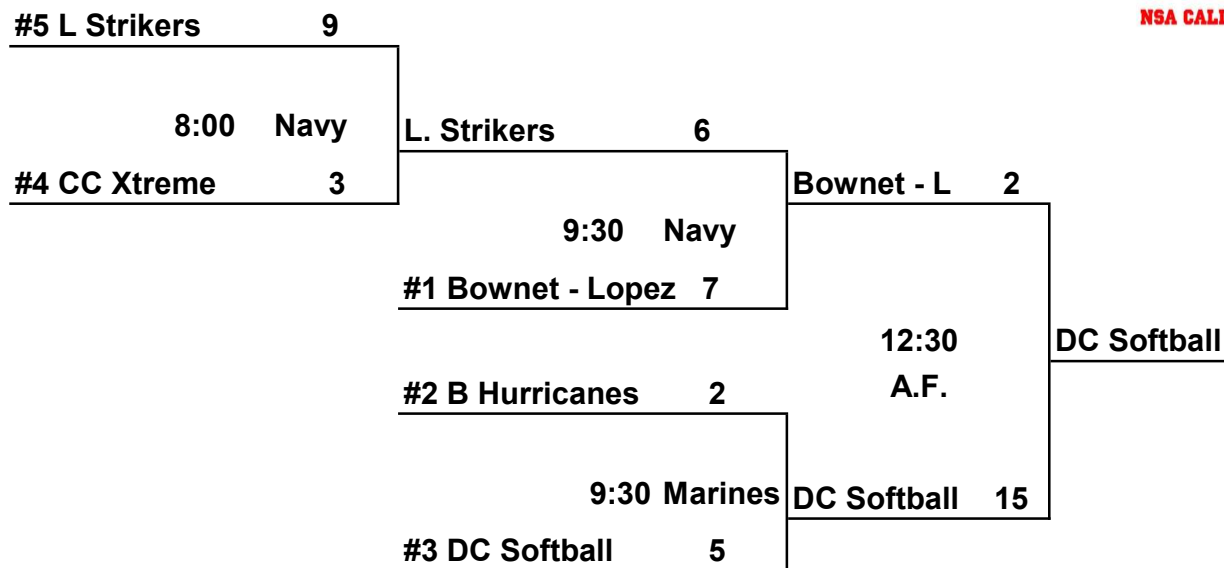 NSA CAL
#5 L Strikers 9
8:00 Navy
L. Strikers 6
#4 CC Xtreme 3
Bownet - L 2
9:30 Navy
#1 Bownet - Lopez 7
12:30
DC Softball
A.F.
#2 B Hurricanes 2
9:30 Marines
DC Softball 15
#3 DC Softball 5